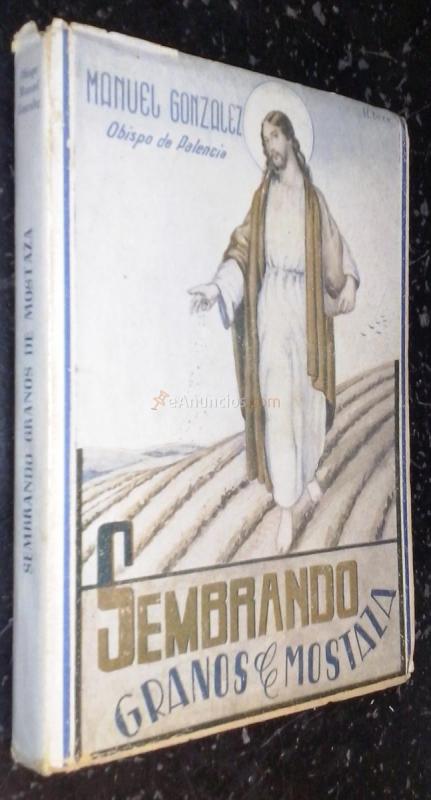 MANUEL GONZALEZ
Obispo de Palencia
SEMBRANDO
GRANOS DE MOSTAZA
SEMBRANDO GRANOS DE MOSTAZA
eAnuncios.com